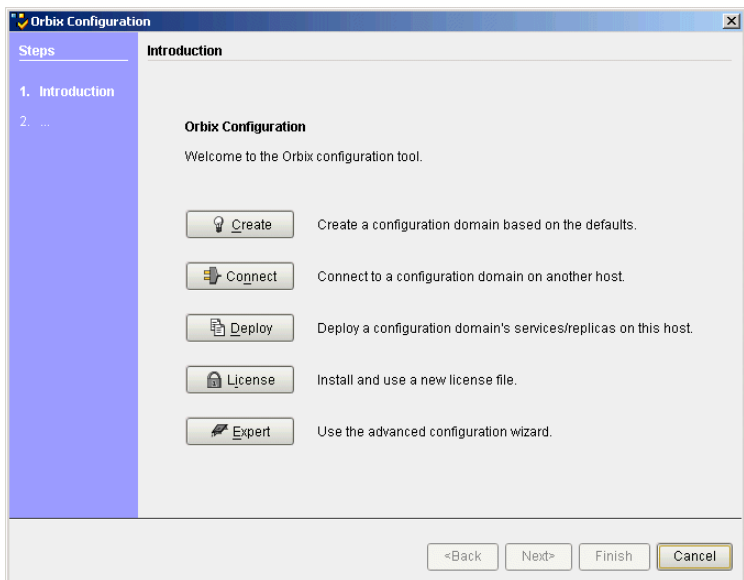 Orbix Configuration
Steps
Introduction
1. Introduction
2. ...
Orbix Configuration
Welcome to the Orbix configuration tool.
Create
Create a configuration domain based on the defaults.
Connect
Connect to a configuration domain on another host.
Deploy
Deploy a configuration domain's services/replicas on this host.
License
Install and use a new license file.
Expert
Use the advanced configuration wizard.
<Back Next> Finish Cancel